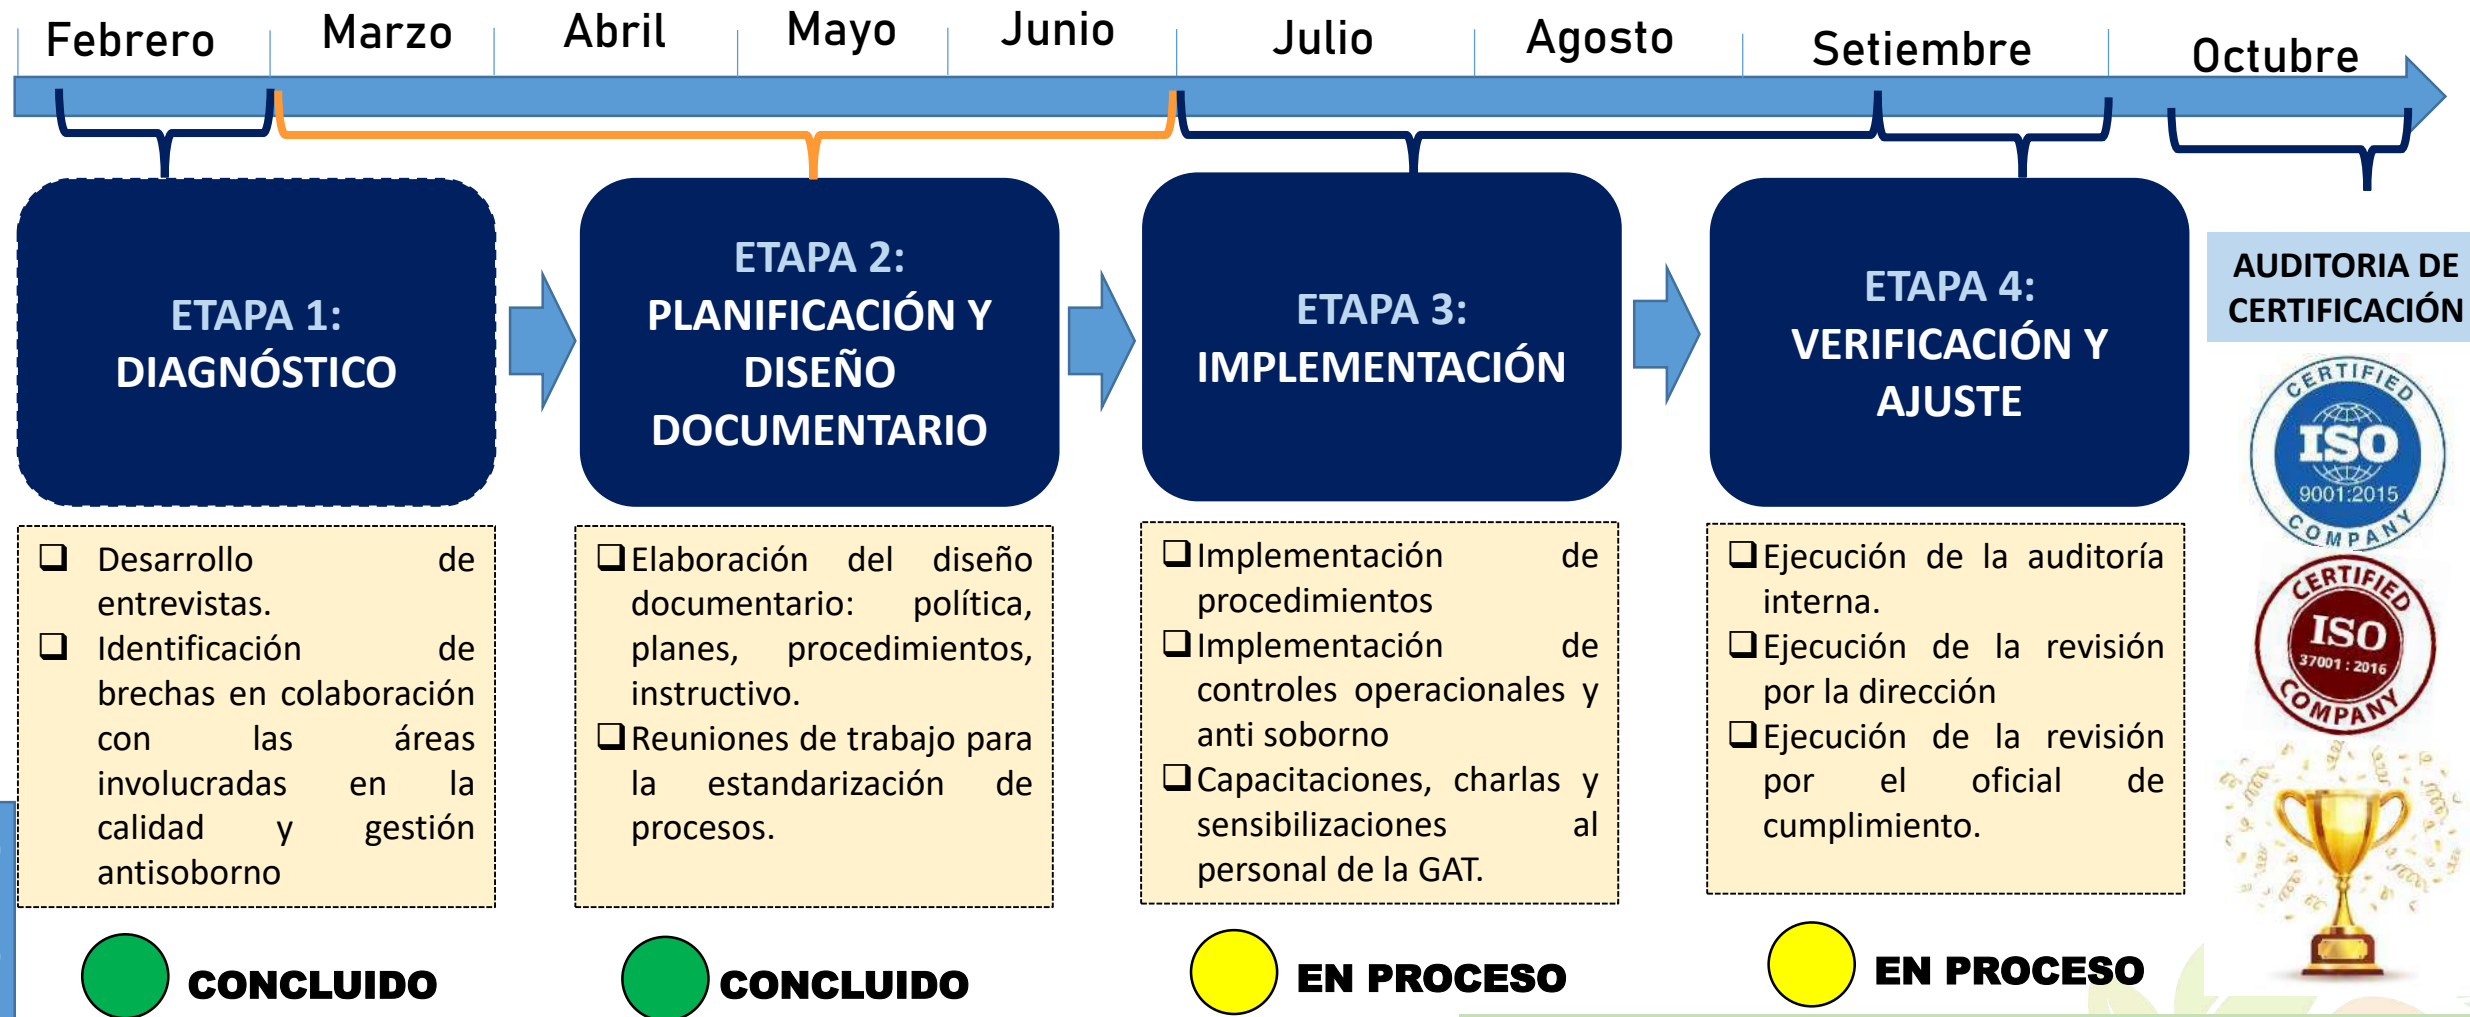 Febrero
Marzo
Abril
Mayo
Junio
Julio
Agosto
Setiembre
Octubre
ETAPA 1:
DIAGNÓSTICO
ETAPA 2:
PLANIFICACIÓN Y
DISEÑO
DOCUMENTARIO
ETAPA 3:
IMPLEMENTACIÓN
ETAPA 4:
VERIFICACIÓN Y
AJUSTE
AUDITORIA DE
CERTIFICACIÓN
CERTIFIED
ISO
9001:2015
COMPANY
CERTIFIED
ISO
37001 : 2016
COMPANY
Desarrollo de
entrevistas.
Identificación de
brechas en colaboración
con las áreas
involucradas en la
calidad y gestión
antisoborno
Elaboración del diseño
documentario: política,
planes, procedimientos,
instructivo.
Reuniones de trabajo para
la estandarización de
procesos.
Implementación de
procedimientos
Implementación de
controles operacionales y
anti soborno
Capacitaciones, charlas y
sensibilizaciones al
personal de la GAT.
Ejecución de la auditoría
interna.
Ejecución de la revisión
por la dirección
Ejecución de la revisión
por el oficial de
cumplimiento.
CONCLUIDO
CONCLUIDO
EN PROCESO
EN PROCESO